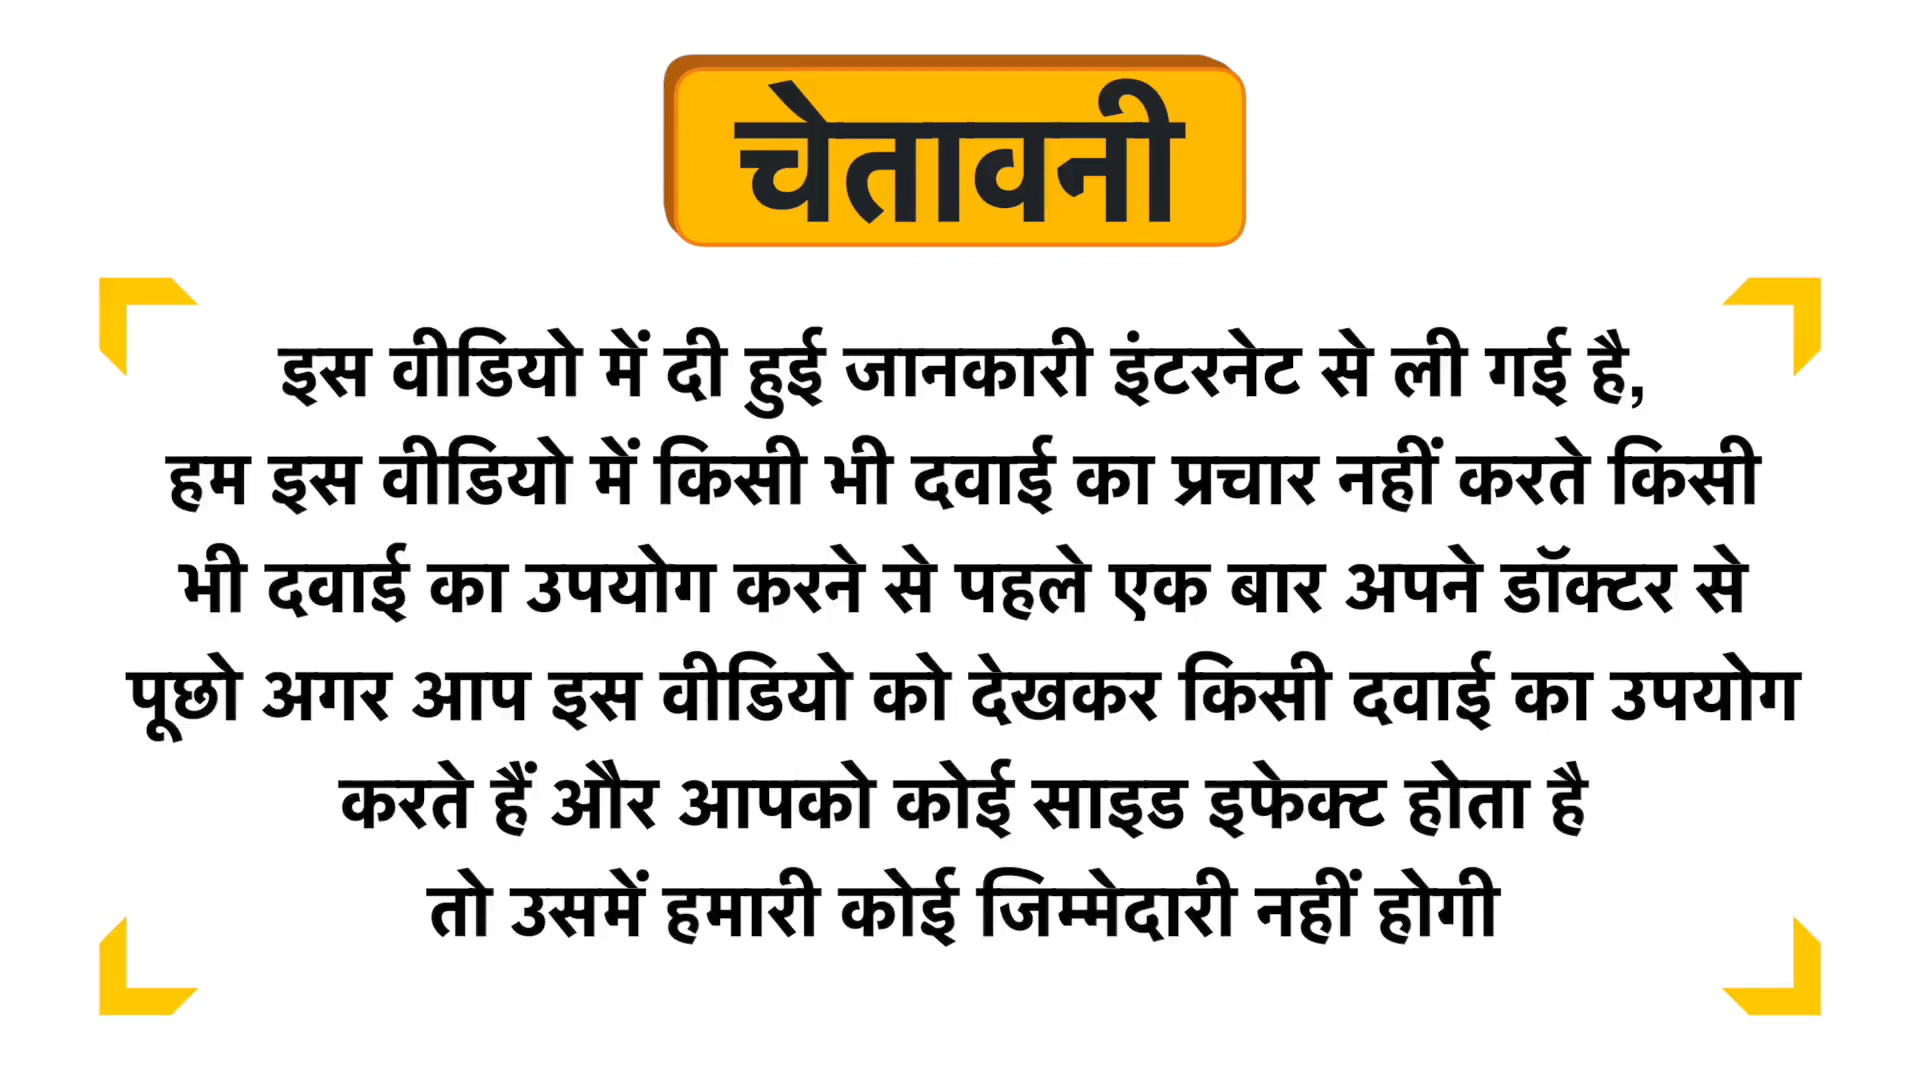 चेतावनी
इस वीडियो में दी हुई जानकारी इंटरनेट से ली गई है,
हम इस वीडियो में किसी भी दवाई का प्रचार नहीं करते किसी
भी दवाई का उपयोग करने से पहले एक बार अपने डॉक्टर से
पूछो अगर आप इस वीडियो को देखकर किसी दवाई का उपयोग
करते हैं और आपको कोई साइड इफेक्ट होता है
तो उसमें हमारी कोई जिम्मेदारी नहीं होगी